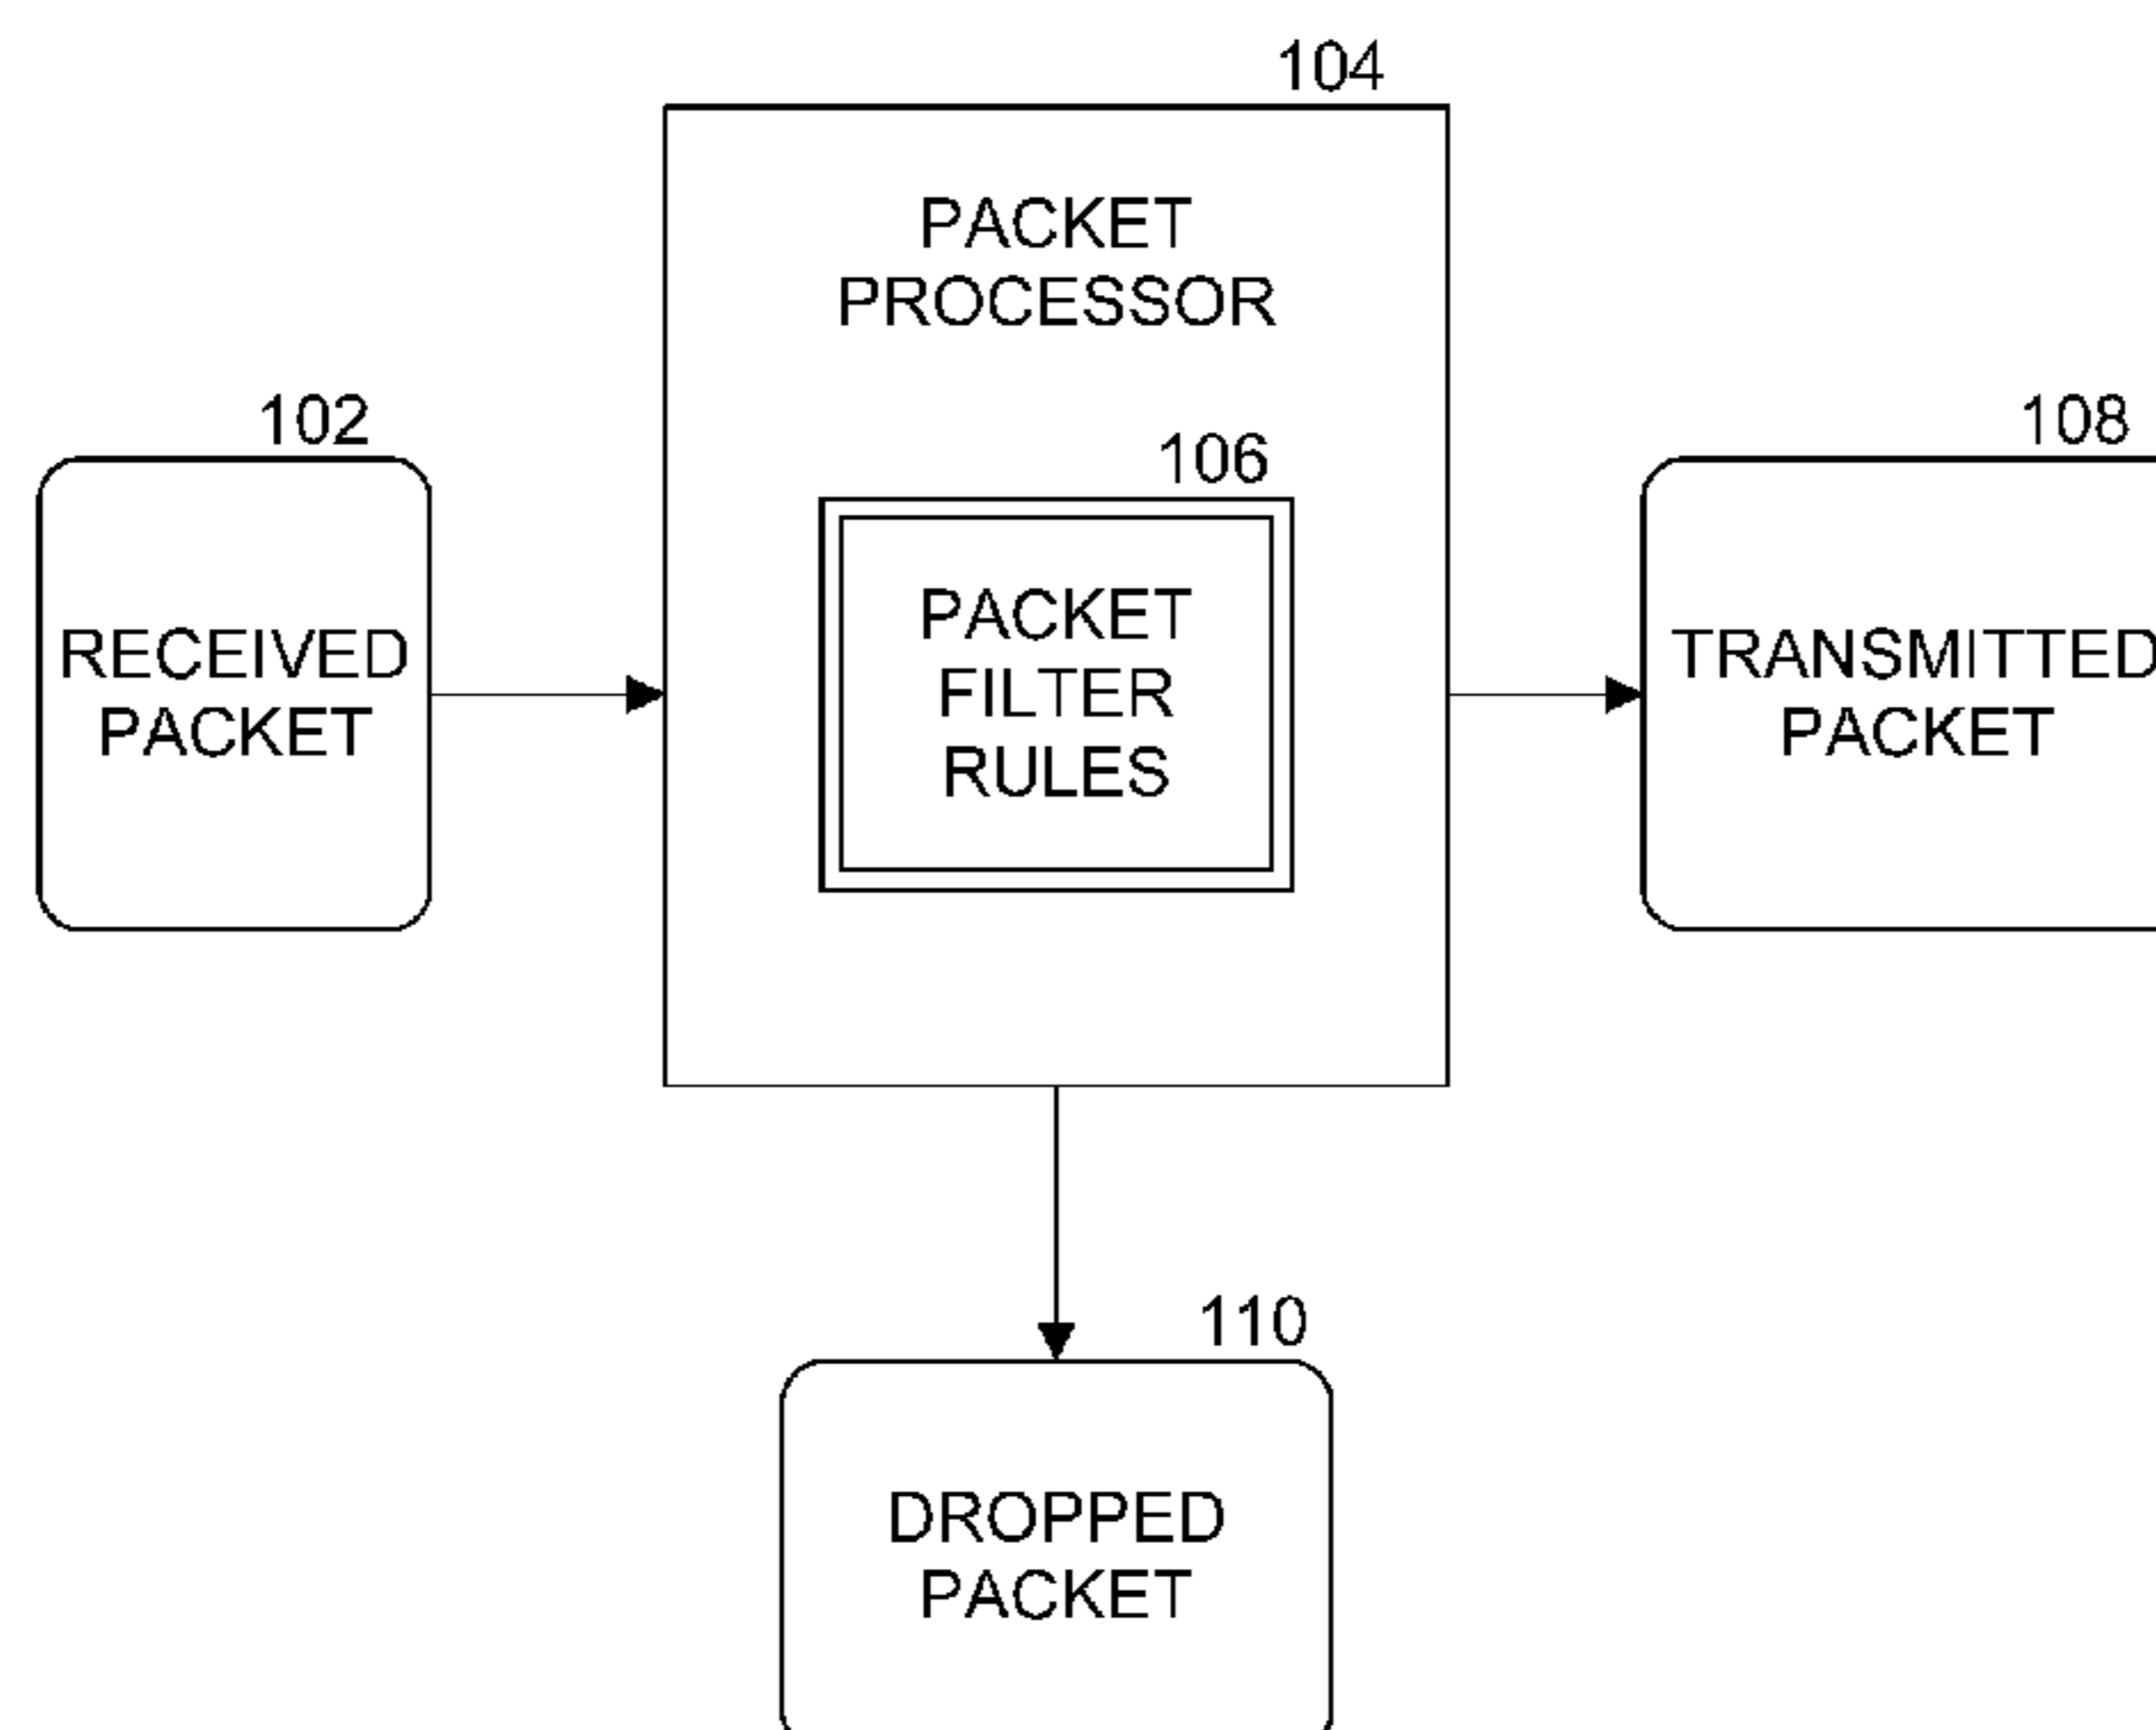 104
PACKET
PROCESSOR
102
106
108
RECEIVED
PACKET
PACKET
FILTER
RULES
TRANSMITTED
PACKET
110
DROPPED
PACKET